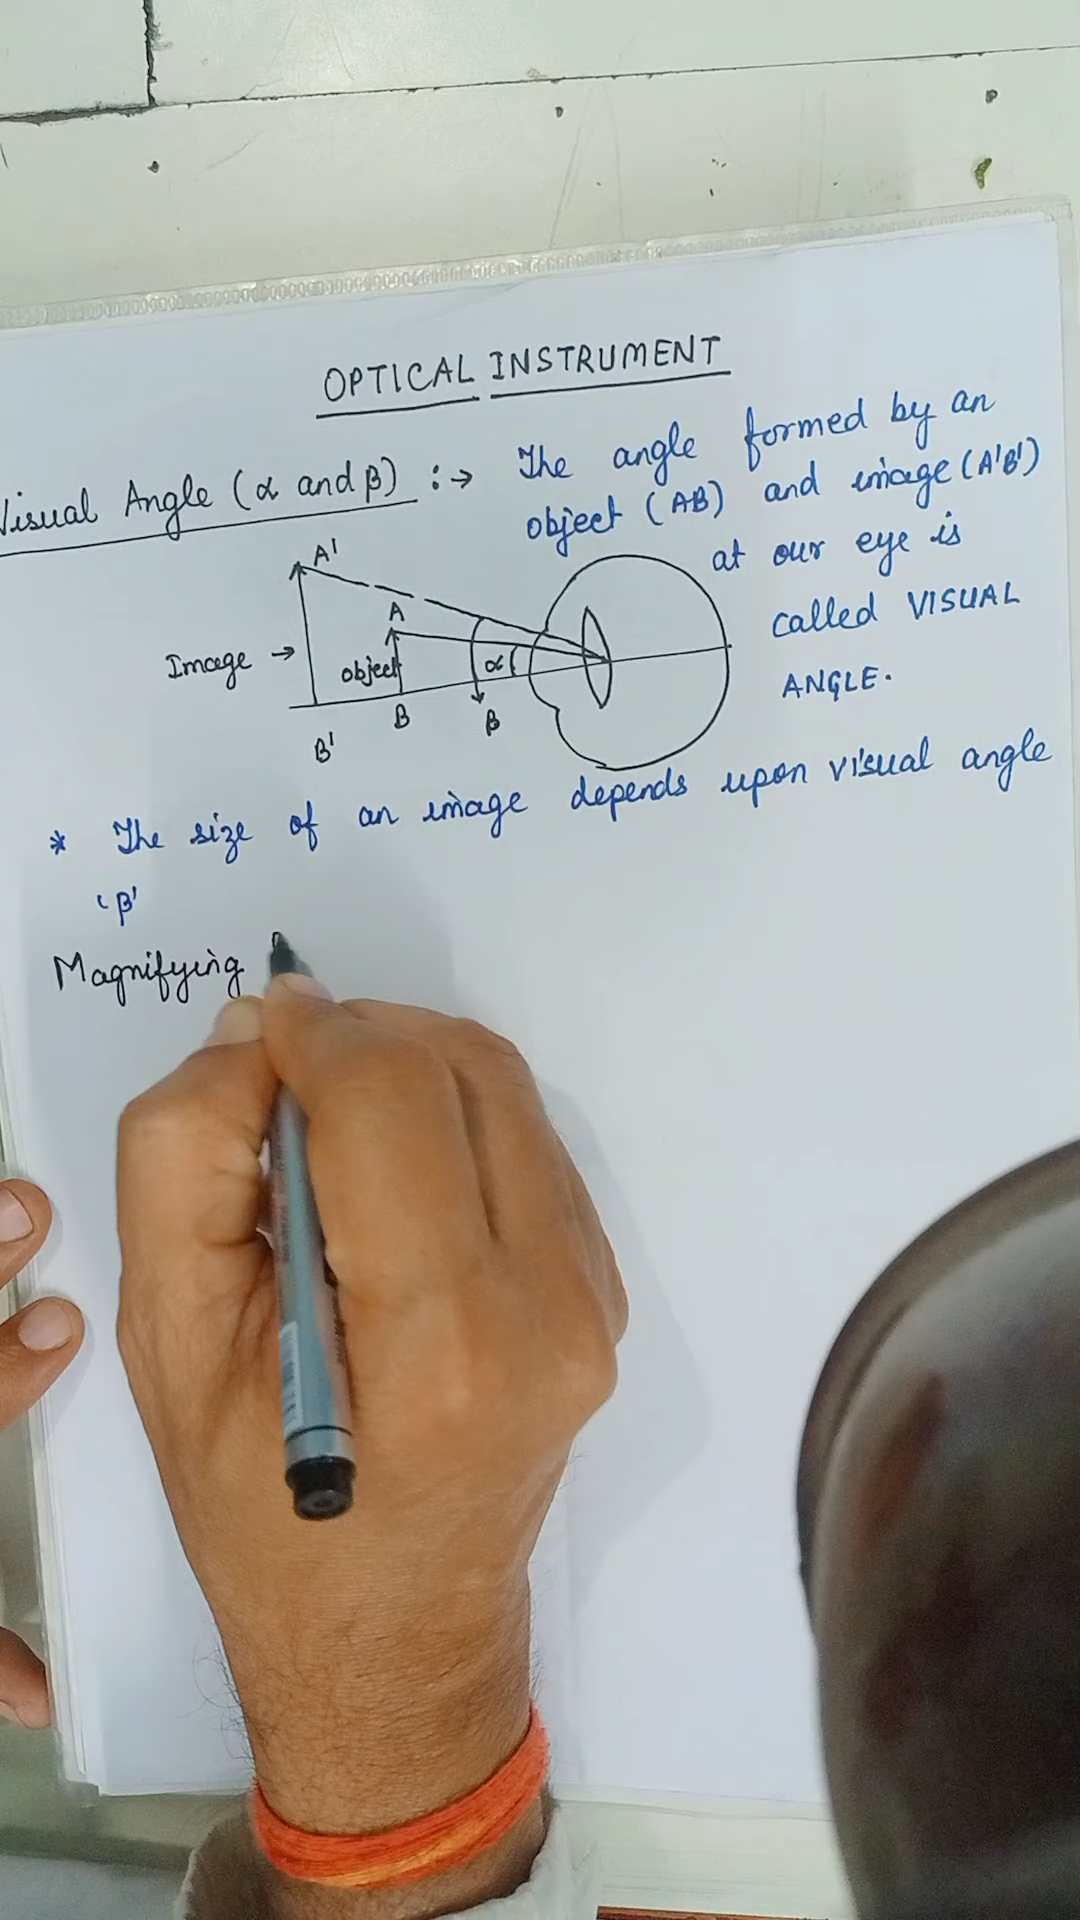 OPTICAL INSTRUMENT
Visual Angle (α and β) :→ The angle formed by an
object (AB) and image (A'B')
at our eye is
called VISUAL
ANGLE.
A'
A
Image →
object
α
B
β
B'
* The size of an image depends upon visual angle
'β'
Magnifying